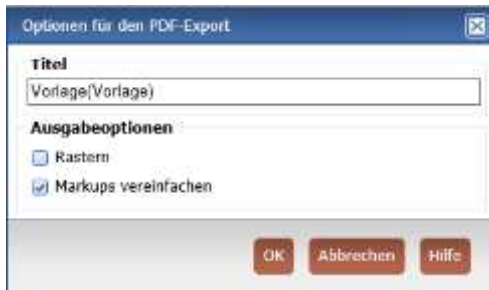 Optionen für den PDF-Export
Titel
Vorlage(Vorlage)
Ausgabeoptionen
Rastern
Markups vereinfachen
OK Abbrechen Hilfe